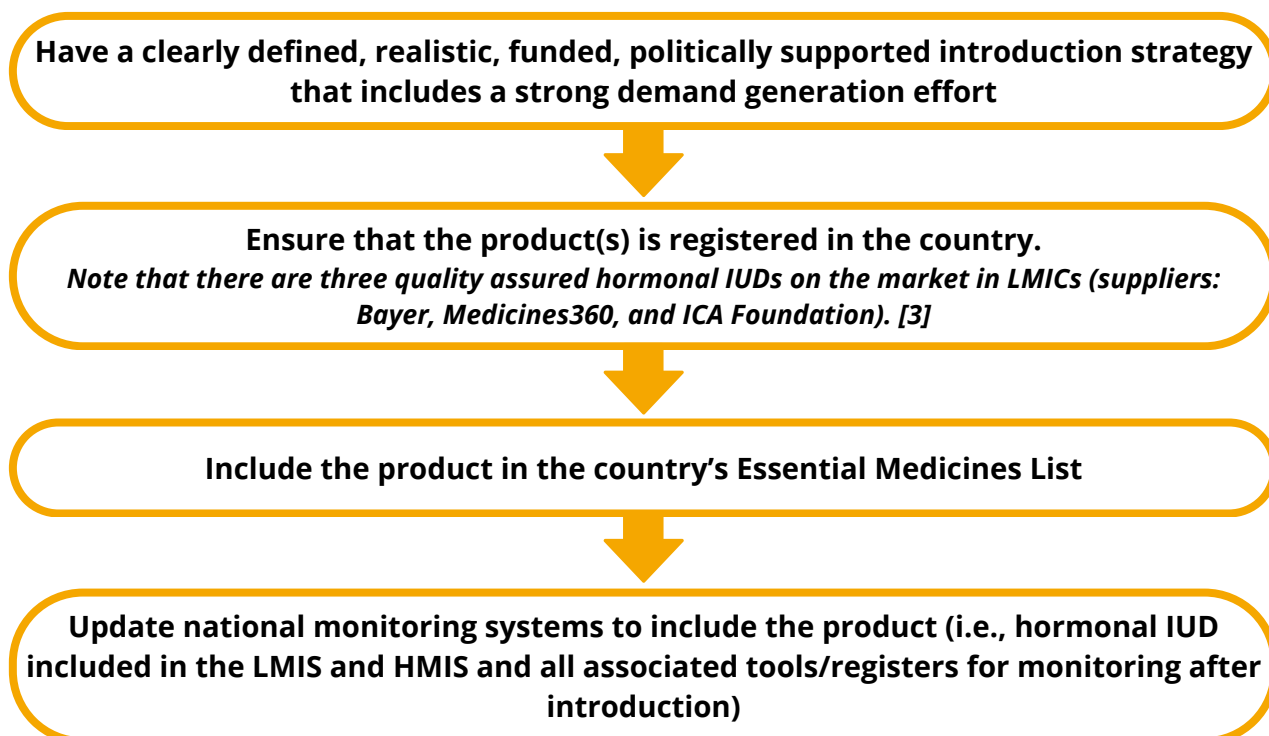 Have a clearly defined, realistic, funded, politically supported introduction strategy
that includes a strong demand generation effort
Ensure that the product(s) is registered in the country.
Note that there are three quality assured hormonal IUDs on the market in LMICs (suppliers:
Bayer, Medicines360, and ICA Foundation). [3]
Include the product in the country’s Essential Medicines List
Update national monitoring systems to include the product (i.e., hormonal IUD
included in the LMIS and HMIS and all associated tools/registers for monitoring after
introduction)